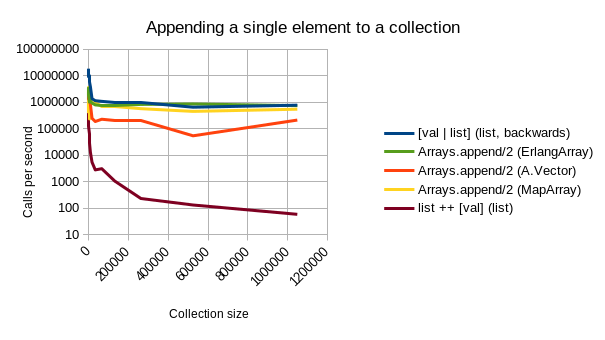 Appending a single element to a collection
Calls per second
100000000
10000000
1000000
100000
10000
1000
100
10
0
200000
400000
600000
800000
1000000
1200000
Collection size
[val | list] (list, backwards)
Arrays.append/2 (ErlangArray)
Arrays.append/2 (A.Vector)
Arrays.append/2 (MapArray)
list ++ [val] (list)